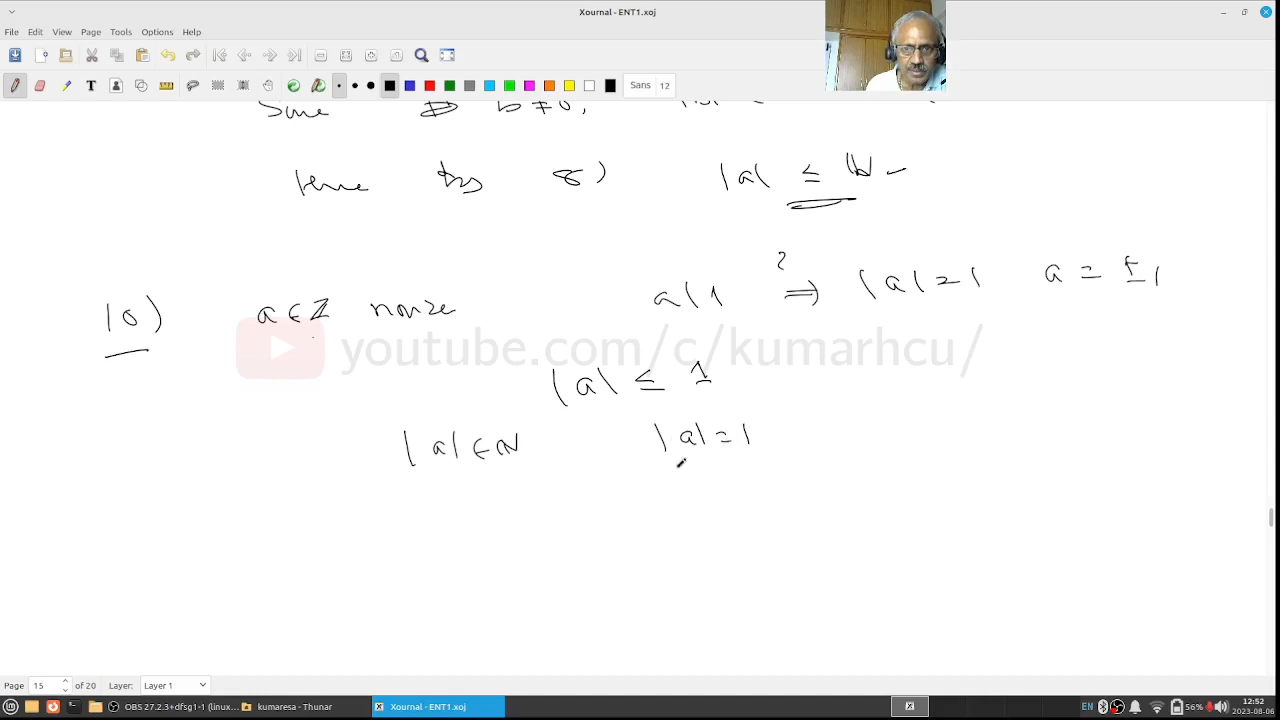 Xournal - ENT1.xoj
File Edit View Page Tools Options Help
Sans 12
b ≠ 0,
Hence by 8) |a| ≤ |b|
10) a ∈ ℤ nonzero a|1 ?⟹ |a| = 1 a = ±1
youtube.com/c/kumarhcu/
|a| ≤ 1
|a| ∈ ℕ |a| = 1
Page 15 of 20 Layer: Layer 1
OBS 27.2.3+dfsg1-1 (linux... kumaresa - Thunar Xournal - ENT1.xoj EN 56% 12:52
2023-08-06